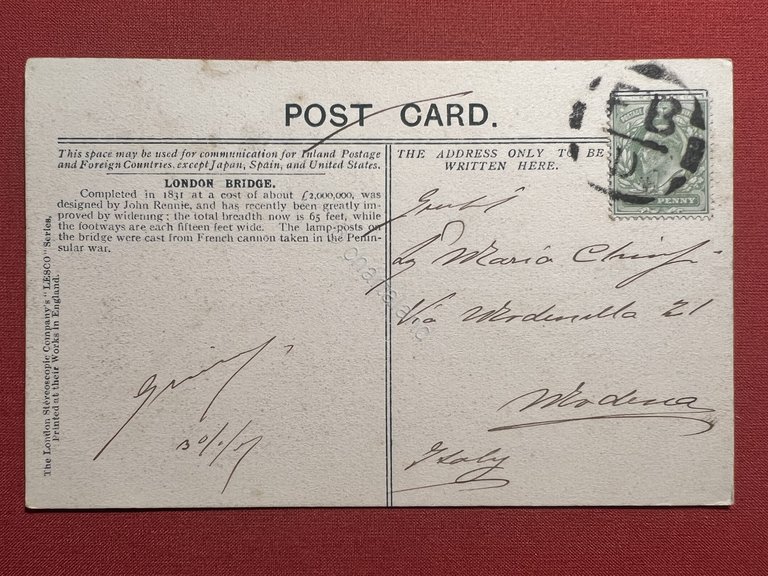 POST CARD.
This space may be used for communication for Inland Postage
and Foreign Countries, except Japan, Spain, and United States.
LONDON BRIDGE.
Completed in 1831 at a cost of about £2,000,000, was
designed by John Rennie, and has recently been greatly im-
proved by widening; the total breadth now is 65 feet, while
the footways are each fifteen feet wide. The lamp-posts on
the bridge were cast from French cannon taken in the Penin-
sular war.
The London Stereoscopic Company's "LESCO" Series.
Printed at their Works in England.
THE ADDRESS ONLY TO BE
WRITTEN HERE.
B
PENNY
Maria
Via 21
Modena
Italy